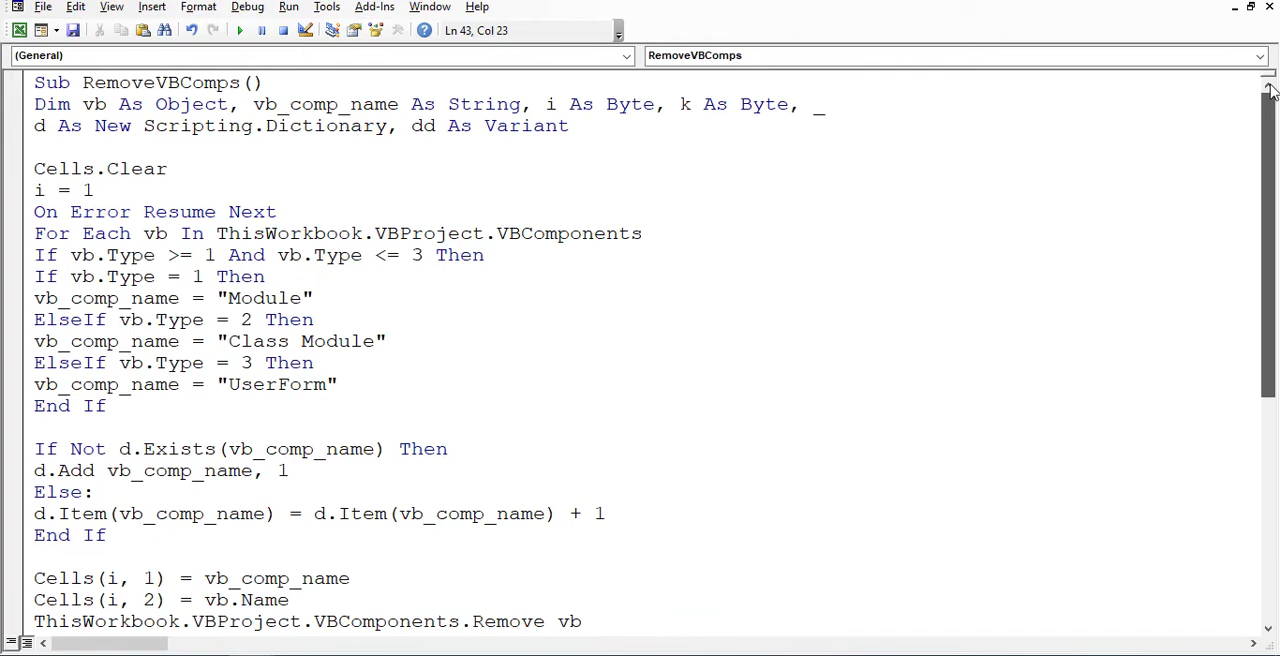 File Edit View Insert Format Debug Run Tools Add-Ins Window Help
Ln 43, Col 23
(General) RemoveVBComps
Sub RemoveVBComps()
Dim vb As Object, vb_comp_name As String, i As Byte, k As Byte, _
d As New Scripting.Dictionary, dd As Variant
Cells.Clear
i = 1
On Error Resume Next
For Each vb In ThisWorkbook.VBProject.VBComponents
If vb.Type >= 1 And vb.Type <= 3 Then
If vb.Type = 1 Then
vb_comp_name = "Module"
ElseIf vb.Type = 2 Then
vb_comp_name = "Class Module"
ElseIf vb.Type = 3 Then
vb_comp_name = "UserForm"
End If
If Not d.Exists(vb_comp_name) Then
d.Add vb_comp_name, 1
Else:
d.Item(vb_comp_name) = d.Item(vb_comp_name) + 1
End If
Cells(i, 1) = vb_comp_name
Cells(i, 2) = vb.Name
ThisWorkbook.VBProject.VBComponents.Remove vb